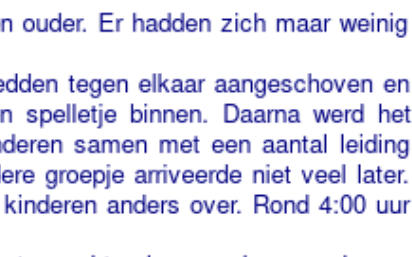 n ouder. Er hadden zich maar weinig
edden tegen elkaar aangeschoven en
n spelletje binnen. Daarna werd het
nderen samen met een aantal leiding
dere groepje arriveerde niet veel later.
kinderen anders over. Rond 4:00 uur